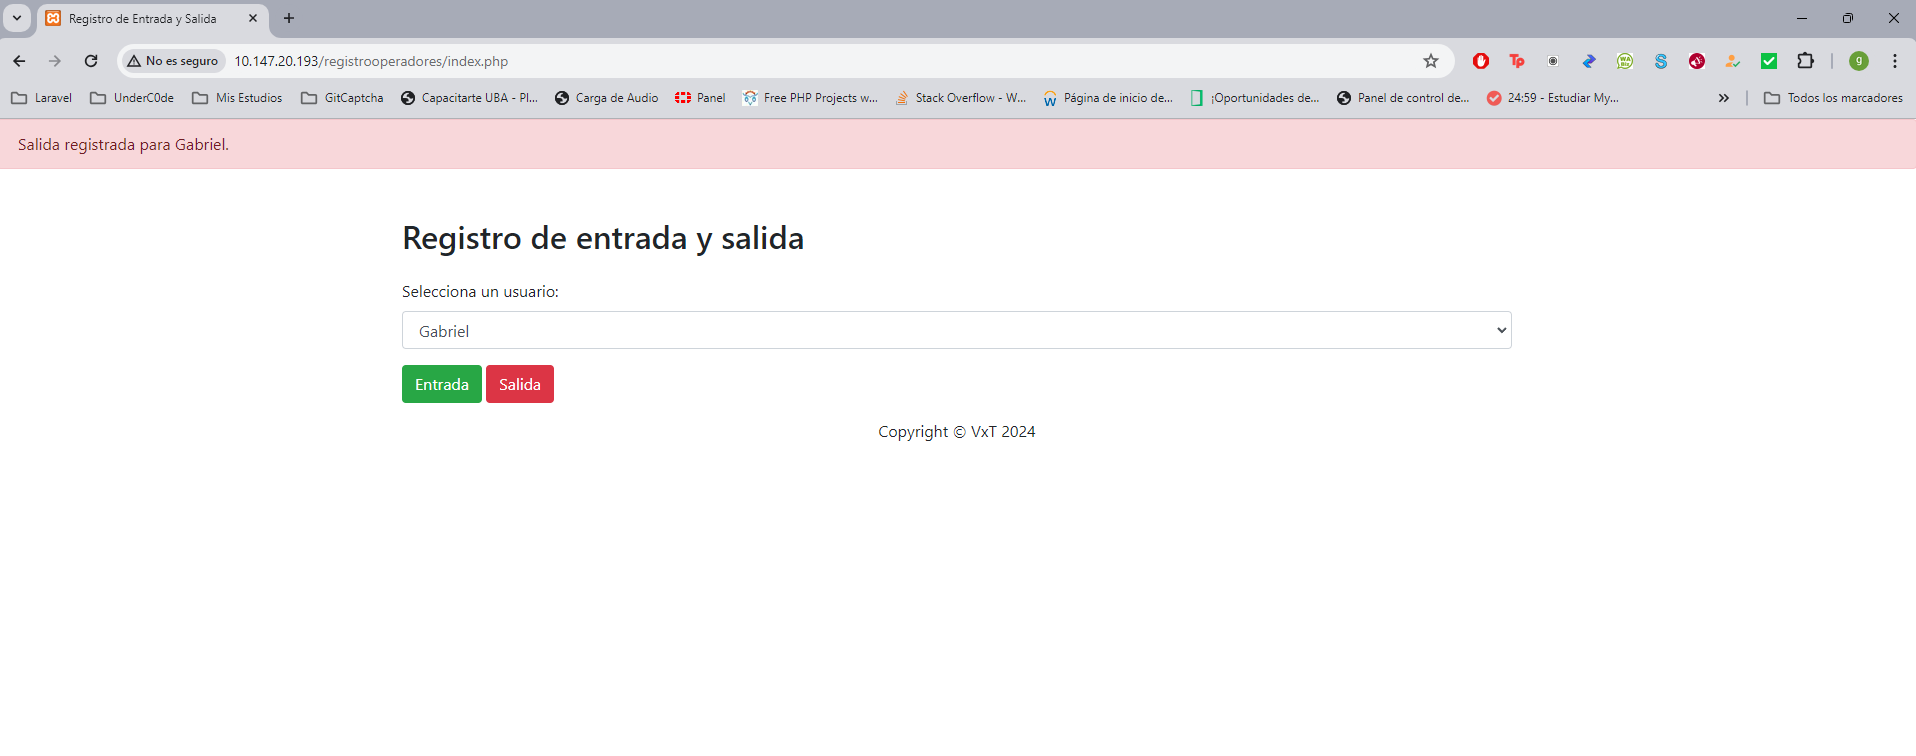 Registro de Entrada y Salida
No es seguro 10.147.20.193/registrooperadores/index.php
g
Laravel UnderC0de Mis Estudios GitCaptcha Capacitarte UBA - Pl... Carga de Audio Panel Free PHP Projects w... Stack Overflow - W... Página de inicio de... ¡Oportunidades de... Panel de control de... 24:59 - Estudiar My... Todos los marcadores
Salida registrada para Gabriel.
Registro de entrada y salida
Selecciona un usuario:
Gabriel
Entrada Salida
Copyright © VxT 2024